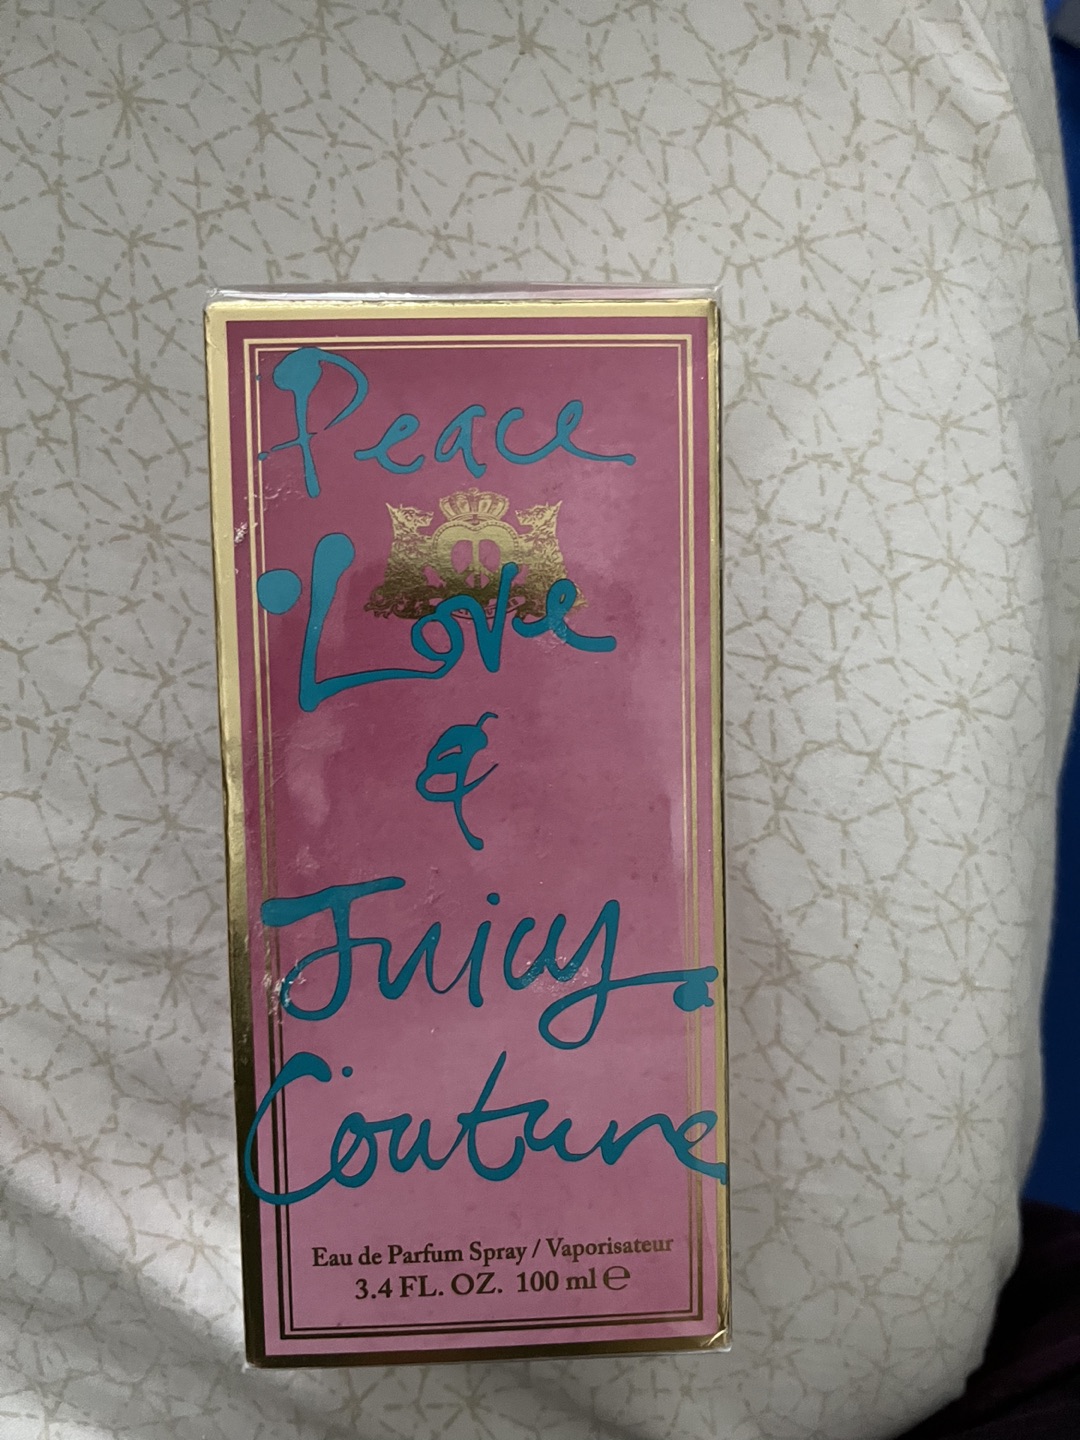 Peace
Love
&
Juicy
Couture
Eau de Parfum Spray / Vaporisateur
3.4 FL. OZ. 100 ml ℮